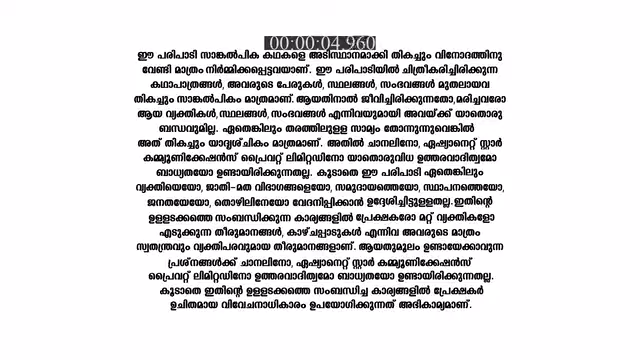 00:00:04.960
ഈ പരിപാടി സാങ്കൽപിക കഥകളെ അടിസ്ഥാനമാക്കി തികച്ചും വിനോദത്തിനു
വേണ്ടി മാത്രം നിർമ്മിക്കപ്പെട്ടവയാണ്. ഈ പരിപാടിയിൽ ചിത്രീകരിച്ചിരിക്കുന്ന
കഥാപാത്രങ്ങൾ, അവരുടെ പേരുകൾ, സ്ഥലങ്ങൾ, സംഭവങ്ങൾ മുതലായവ
തികച്ചും സാങ്കൽപികം മാത്രമാണ്. ആയതിനാൽ ജീവിച്ചിരിക്കുന്നതോ,മരിച്ചവരോ
ആയ വ്യക്തികൾ,സ്ഥലങ്ങൾ,സംഭവങ്ങൾ എന്നിവയുമായി അവയ്ക്ക് യാതൊരു
ബന്ധവുമില്ല. ഏതെങ്കിലും തരത്തിലുളള സാമ്യം തോന്നുന്നുവെങ്കിൽ
അത് തികച്ചും യാദൃശ്ചികം മാത്രമാണ്. അതിൽ ചാനലിനോ, ഏഷ്യാനെറ്റ് സ്റ്റാർ
കമ്മ്യൂണിക്കേഷൻസ് പ്രൈവറ്റ് ലിമിറ്റഡിനോ യാതൊരുവിധ ഉത്തരവാദിത്വമോ
ബാധ്യതയോ ഉണ്ടായിരിക്കുന്നതല്ല. കൂടാതെ ഈ പരിപാടി ഏതെങ്കിലും
വ്യക്തിയെയോ, ജാതി-മത വിഭാഗങ്ങളെയോ, സമുദായത്തെയോ, സ്ഥാപനത്തെയോ,
ജനതയേയോ, തൊഴിലിനേയോ വേദനിപ്പിക്കാൻ ഉദ്ദേശിച്ചിട്ടുളളതല്ല.ഇതിന്റെ
ഉളളടക്കത്തെ സംബന്ധിക്കുന്ന കാര്യങ്ങളിൽ പ്രേക്ഷകരോ മറ്റ് വ്യക്തികളോ
എടുക്കുന്ന തീരുമാനങ്ങൾ, കാഴ്ചപ്പാടുകൾ എന്നിവ അവരുടെ മാത്രം
സ്വതന്ത്രവും വ്യക്തിപരവുമായ തീരുമാനങ്ങളാണ്. ആയതുമൂലം ഉണ്ടായേക്കാവുന്ന
പ്രശ്നങ്ങൾക്ക് ചാനലിനോ, ഏഷ്യാനെറ്റ് സ്റ്റാർ കമ്മ്യൂണിക്കേഷൻസ്
പ്രൈവറ്റ് ലിമിറ്റഡിനോ ഉത്തരവാദിത്വമോ ബാധ്യതയോ ഉണ്ടായിരിക്കുന്നതല്ല.
കൂടാതെ ഇതിന്റെ ഉളളടക്കത്തെ സംബന്ധിച്ച കാര്യങ്ങളിൽ പ്രേക്ഷകർ
ഉചിതമായ വിവേചനാധികാരം ഉപയോഗിക്കുന്നത് അഭികാമ്യമാണ്.